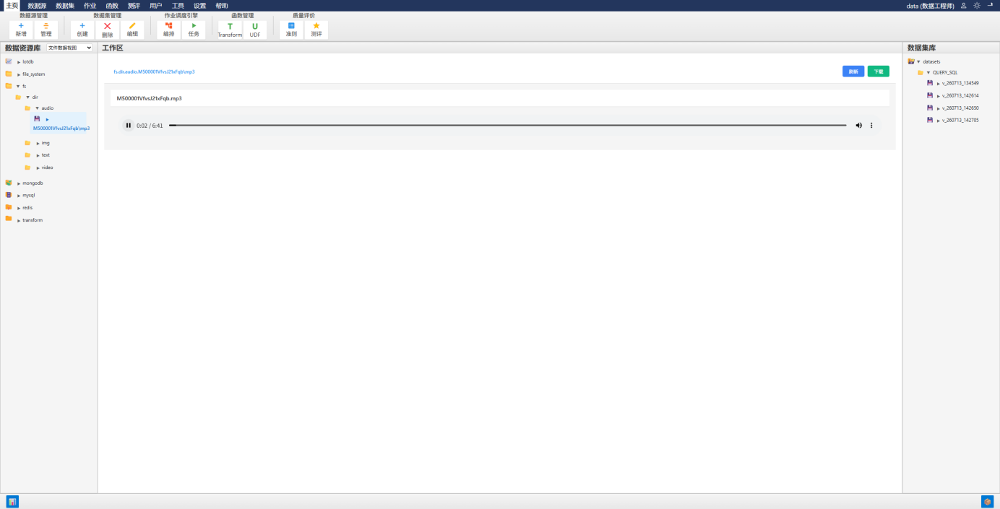 主页 数据源 数据集 作业 函数 测评 用户 工具 设置 帮助 data (数据工程师)
数据源管理 数据集管理 作业调度引擎 函数管理 质量评价
新增 管理 创建 删除 编辑 编排 任务 Transform UDF 准则 测评
数据资源库 文件数据视图
iotdb
file_system
fs
dir
audio
M500001VfvsJ21xFqb\mp3
img
text
video
mongodb
mysql
redis
transform
工作区
fs.dir.audio.M500001VfvsJ21xFqb\mp3 刷新 下载
M500001VfvsJ21xFqb.mp3
0:02 / 6:41
数据集库
datasets
QUERY_SQL
v_260713_134549
v_260713_142614
v_260713_142650
v_260713_142705